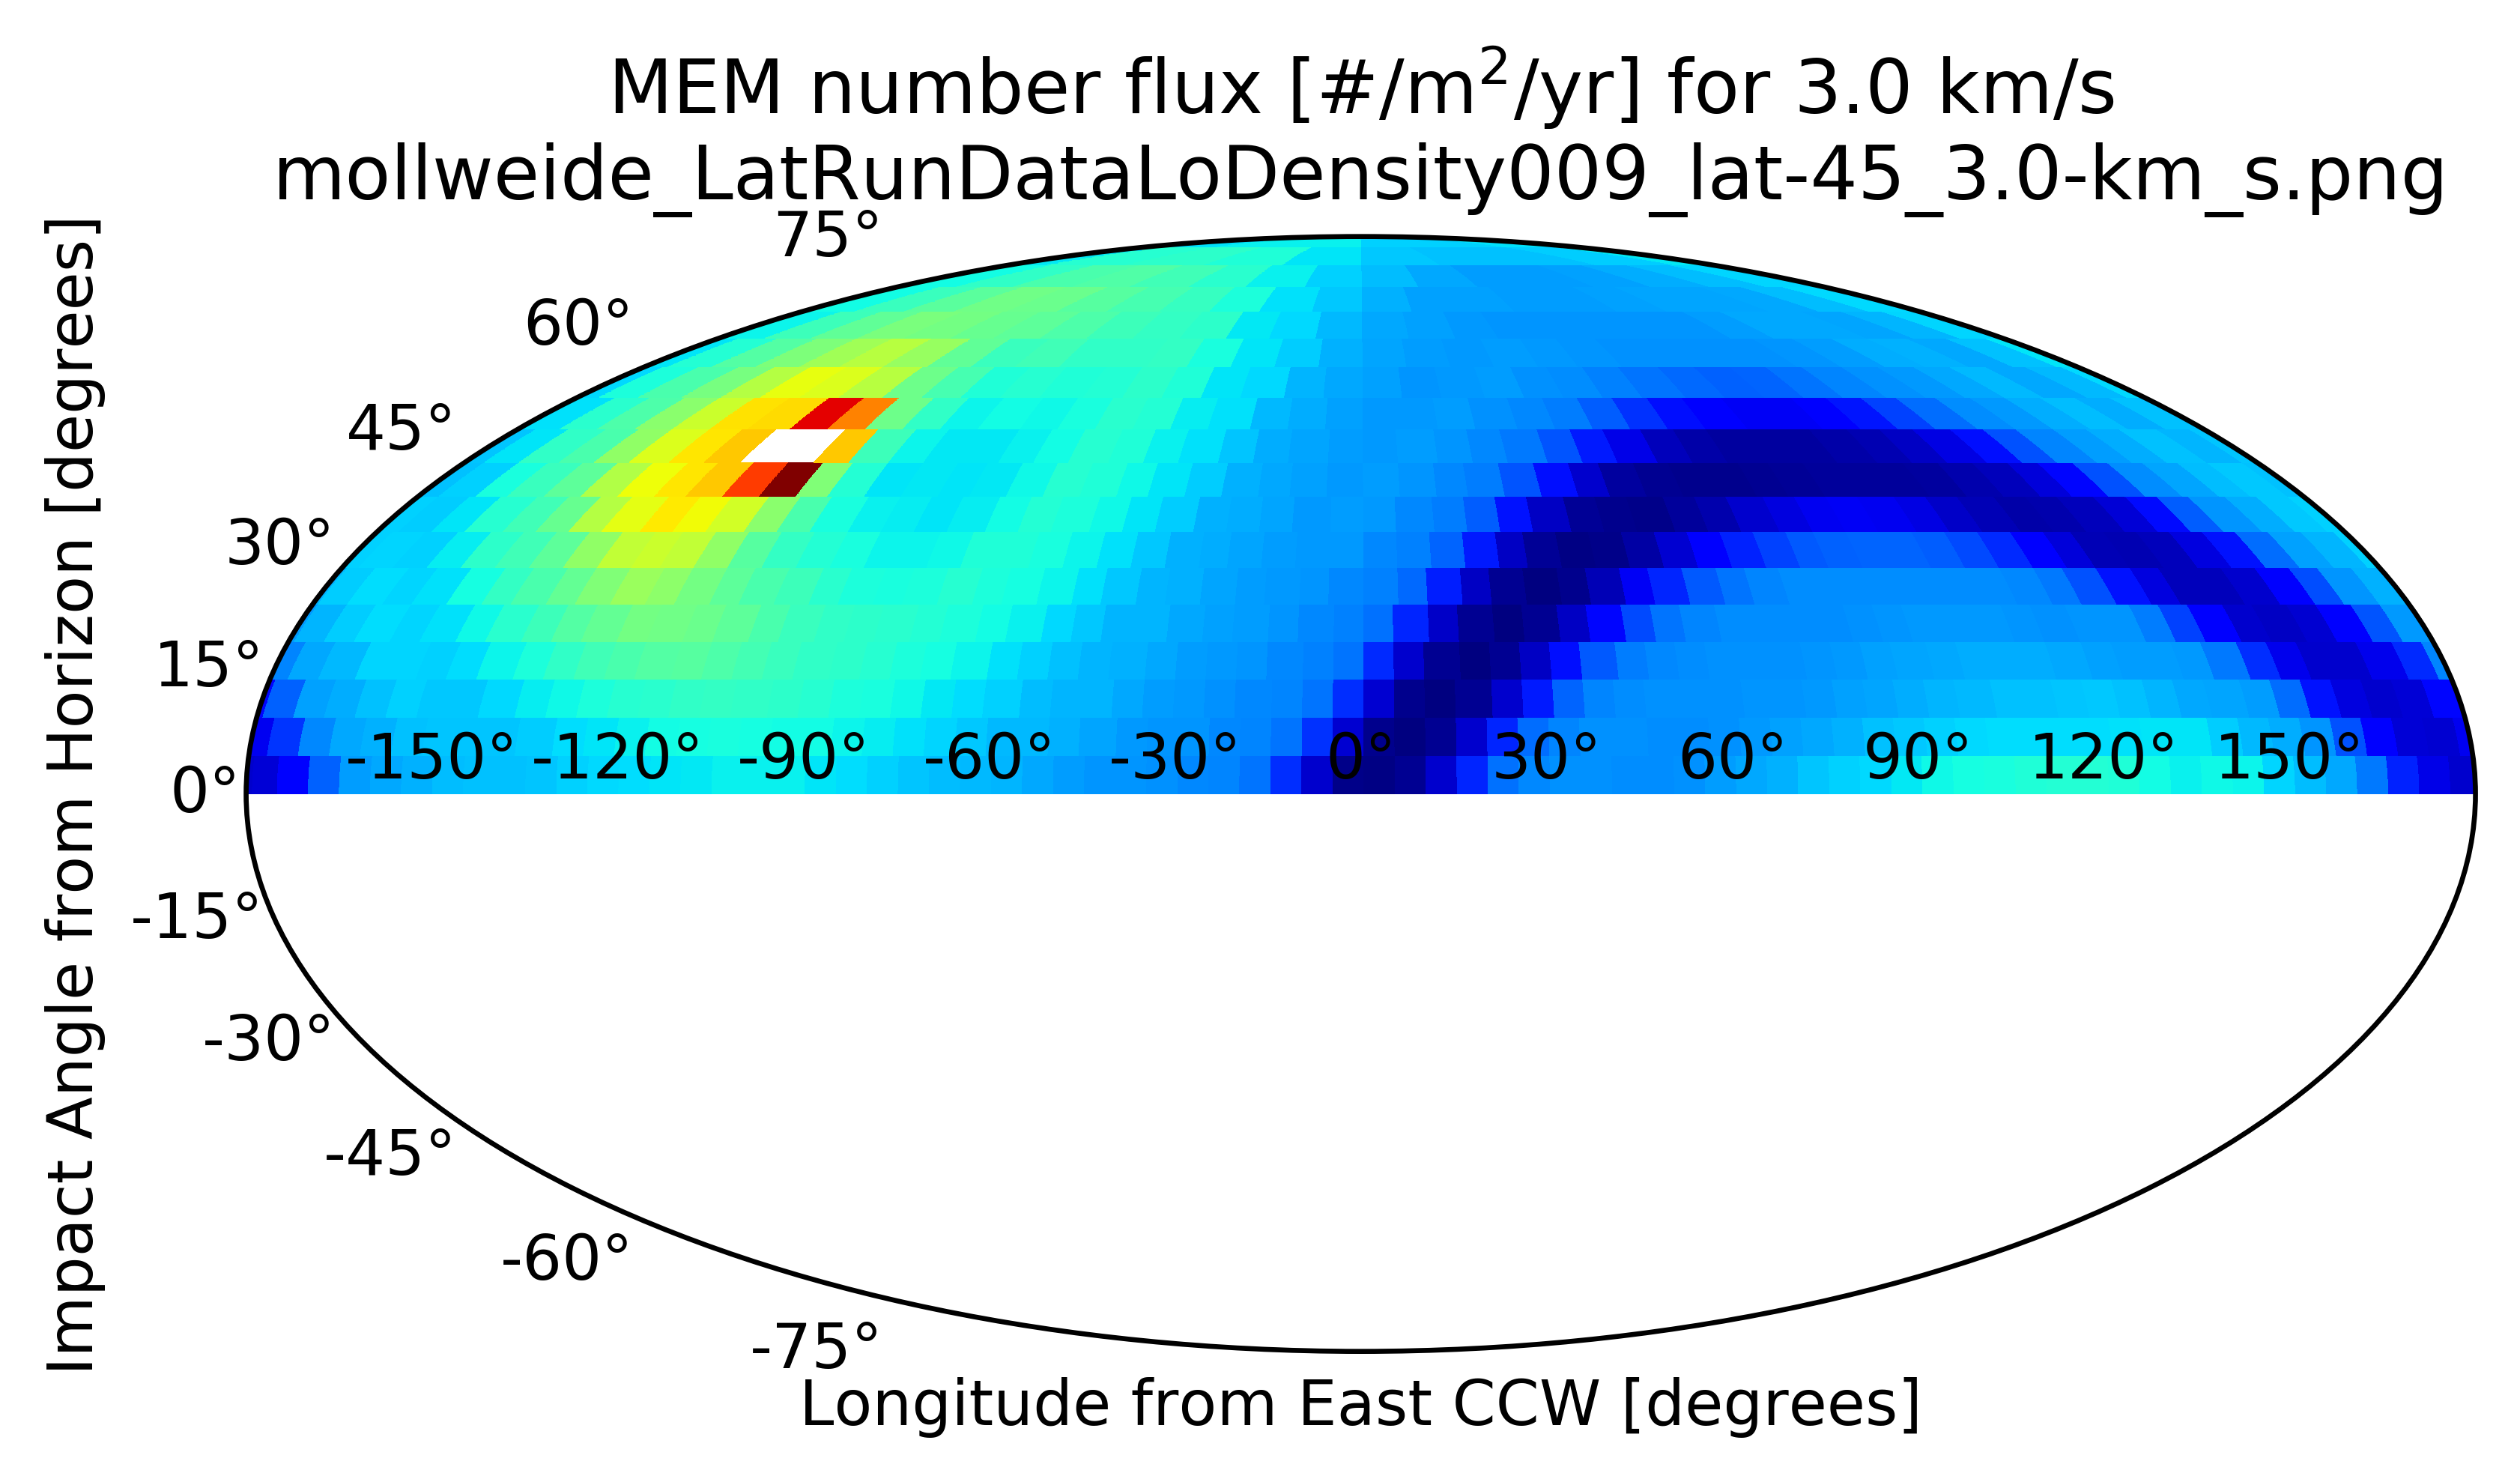 MEM number flux [#/m²/yr] for 3.0 km/s
mollweide_LatRunDataLoDensity009_lat-45_3.0-km_s.png
Impact Angle from Horizon [degrees]
75°
60°
45°
30°
15°
0°
-15°
-30°
-45°
-60°
-75°
-150° -120° -90° -60° -30° 0° 30° 60° 90° 120° 150°
Longitude from East CCW [degrees]